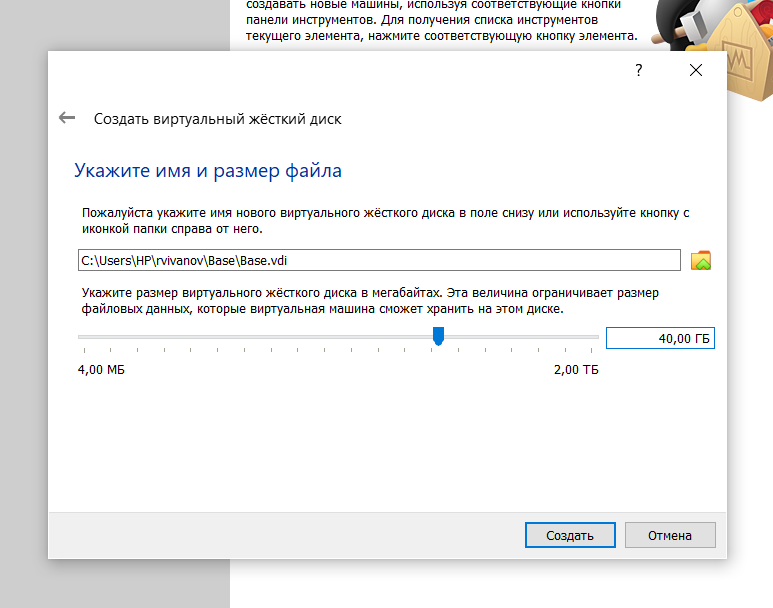 создавать новые машины, используя соответствующие кнопки
панели инструментов. Для получения списка инструментов
текущего элемента, нажмите соответствующую кнопку элемента.
?
Создать виртуальный жёсткий диск
Укажите имя и размер файла
Пожалуйста укажите имя нового виртуального жёсткого диска в поле снизу или используйте кнопку с
иконкой папки справа от него.
C:\Users\HP\rvivanov\Base\Base.vdi
Укажите размер виртуального жёсткого диска в мегабайтах. Эта величина ограничивает размер
файловых данных, которые виртуальная машина сможет хранить на этом диске.
40,00 ГБ
4,00 МБ
2,00 ТБ
Создать
Отмена